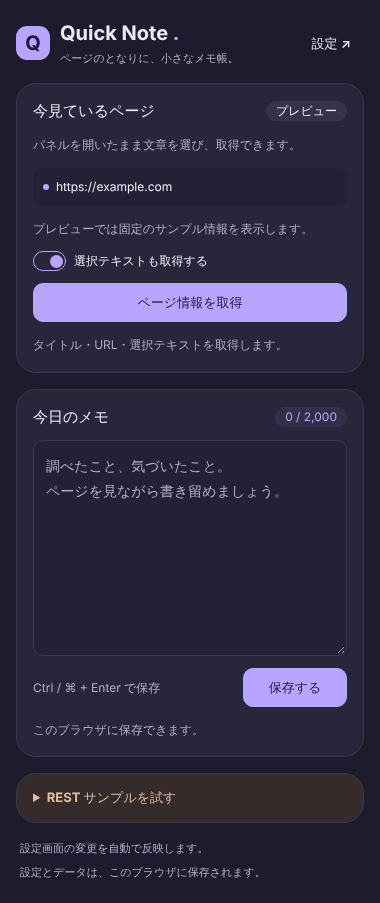 Q
Quick Note .
ページのとなりに、小さなメモ帳。
設定 ↗
今見ているページ
プレビュー
パネルを開いたまま文章を選び、取得できます。
https://example.com
プレビューでは固定のサンプル情報を表示します。
選択テキストも取得する
ページ情報を取得
タイトル・URL・選択テキストを取得します。
今日のメモ
0 / 2,000
調べたこと、気づいたこと。
ページを見ながら書き留めましょう。
Ctrl / ⌘ + Enter で保存
保存する
このブラウザに保存できます。
▶ REST サンプルを試す
設定画面の変更を自動で反映します。
設定とデータは、このブラウザに保存されます。